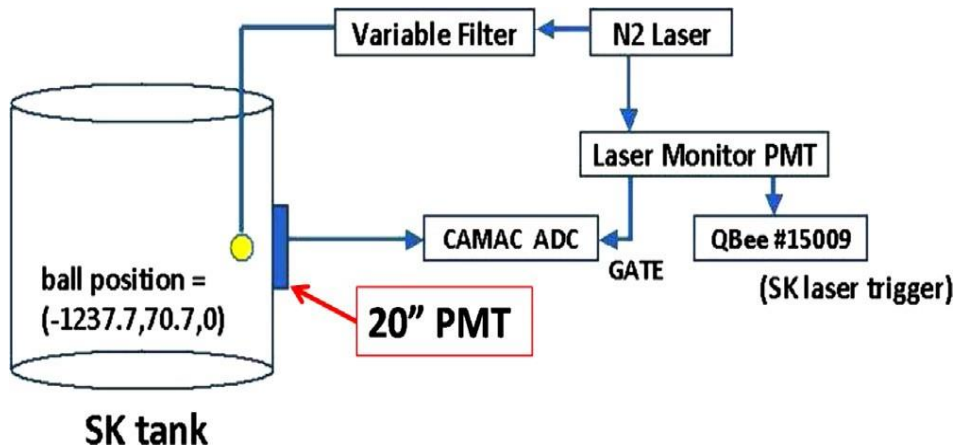 Variable Filter
N2 Laser
Laser Monitor PMT
CAMAC ADC
QBee #15009
GATE
(SK laser trigger)
ball position =
(-1237.7,70.7,0)
20” PMT
SK tank